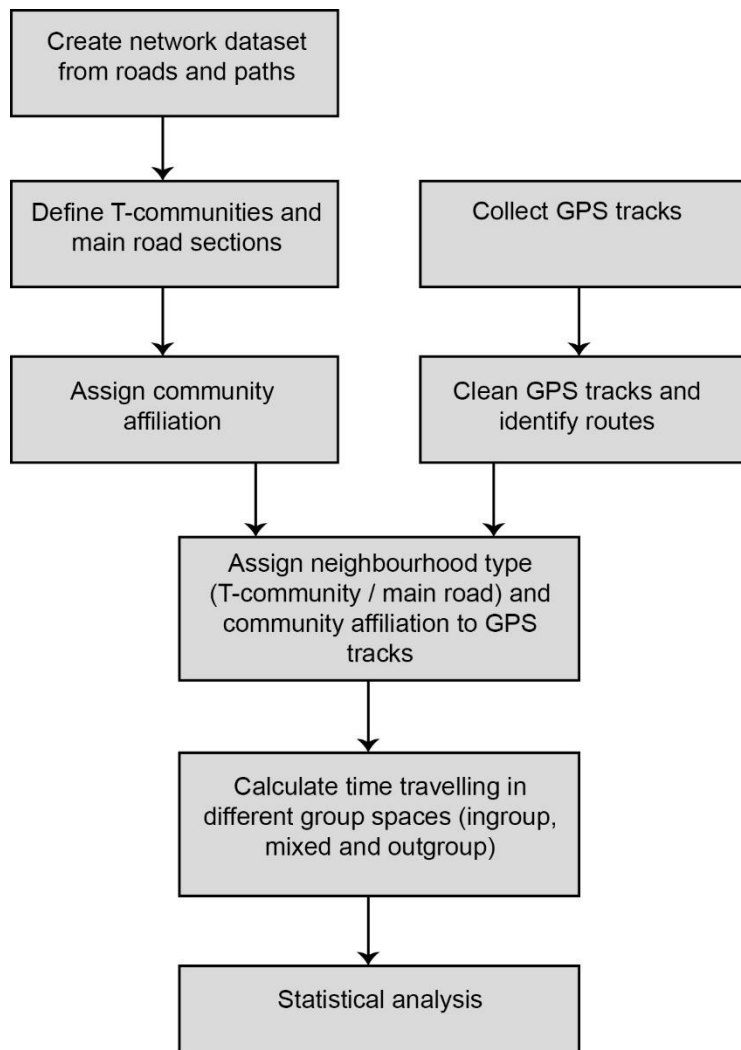 Create network dataset
from roads and paths
Define T-communities and
main road sections
Collect GPS tracks
Assign community
affiliation
Clean GPS tracks and
identify routes
Assign neighbourhood type
(T-community / main road) and
community affiliation to GPS
tracks
Calculate time travelling in
different group spaces (ingroup,
mixed and outgroup)
Statistical analysis